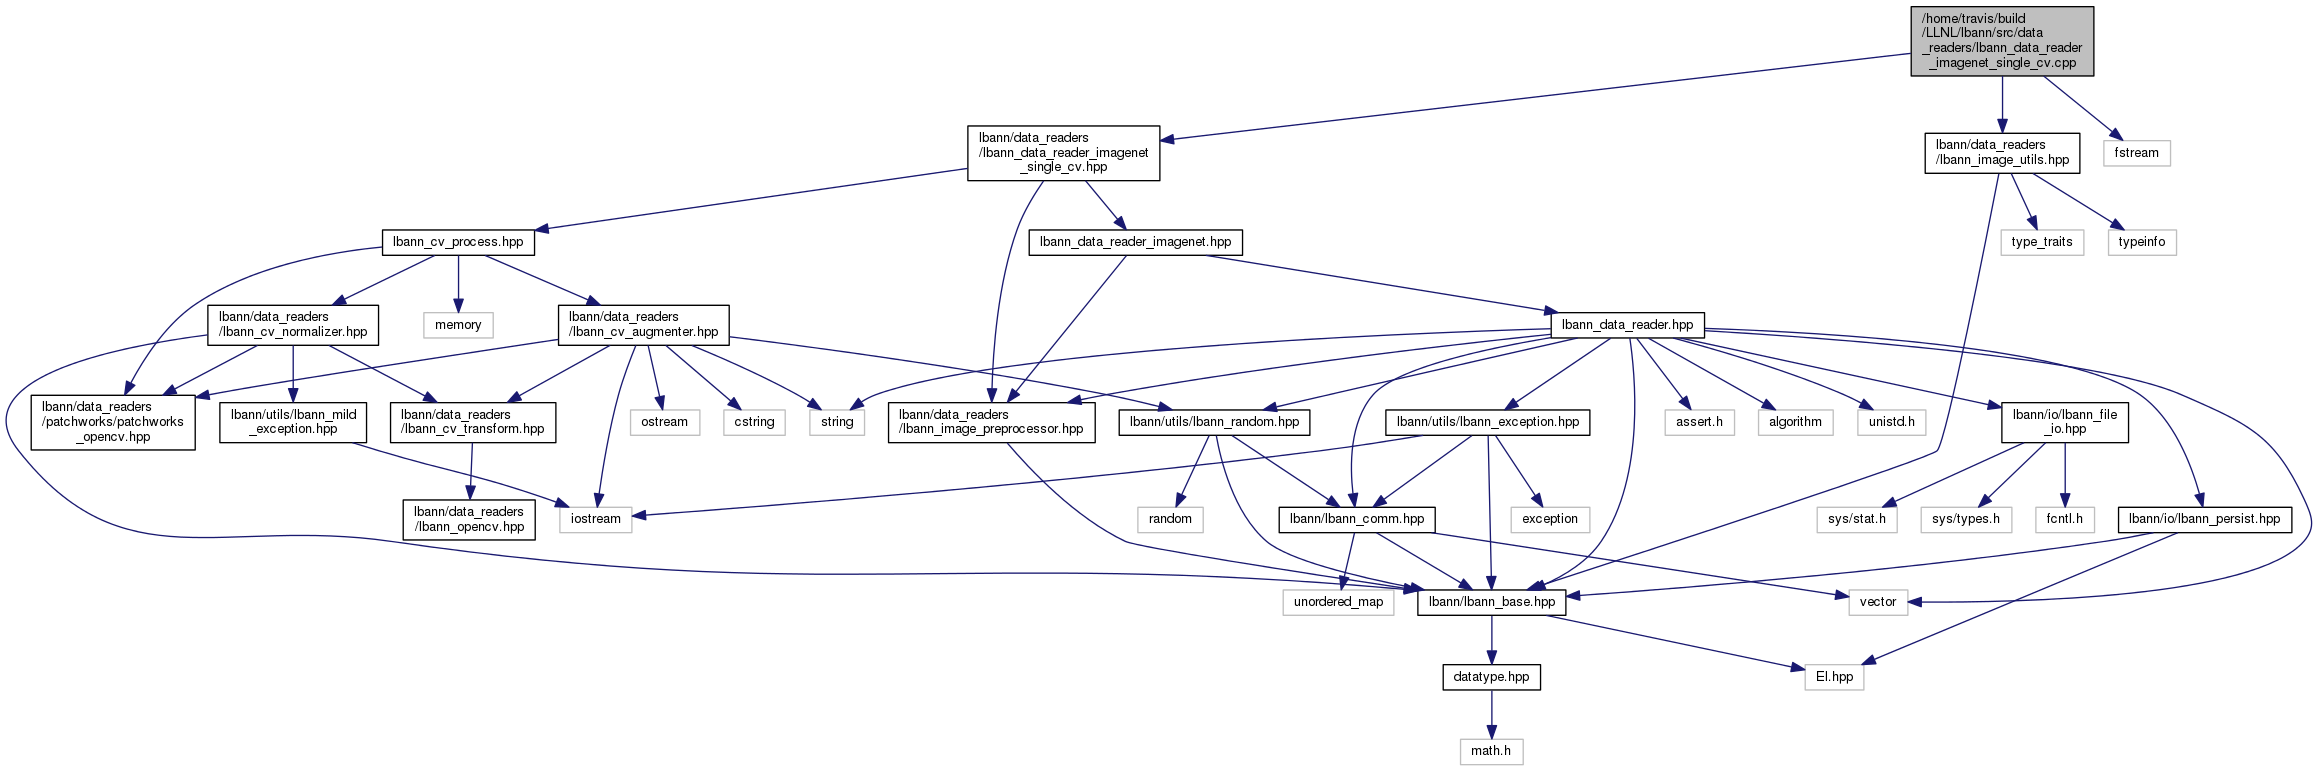 /home/travis/build
/LLNL/lbann/src/data
_readers/lbann_data_reader
_imagenet_single_cv.cpp
lbann/data_readers
/lbann_data_reader_imagenet
_single_cv.hpp
lbann/data_readers
/lbann_image_utils.hpp
fstream
lbann_cv_process.hpp
lbann_data_reader_imagenet.hpp
type_traits
typeinfo
lbann/data_readers
/lbann_cv_normalizer.hpp
memory
lbann/data_readers
/lbann_cv_augmenter.hpp
lbann_data_reader.hpp
lbann/data_readers
/patchworks/patchworks
_opencv.hpp
lbann/utils/lbann_mild
_exception.hpp
lbann/data_readers
/lbann_cv_transform.hpp
ostream
cstring
string
lbann/data_readers
/lbann_image_preprocessor.hpp
lbann/utils/lbann_random.hpp
lbann/utils/lbann_exception.hpp
assert.h
algorithm
unistd.h
lbann/io/lbann_file
_io.hpp
lbann/data_readers
/lbann_opencv.hpp
iostream
random
lbann/lbann_comm.hpp
exception
sys/stat.h
sys/types.h
fcntl.h
lbann/io/lbann_persist.hpp
unordered_map
lbann/lbann_base.hpp
vector
datatype.hpp
El.hpp
math.h